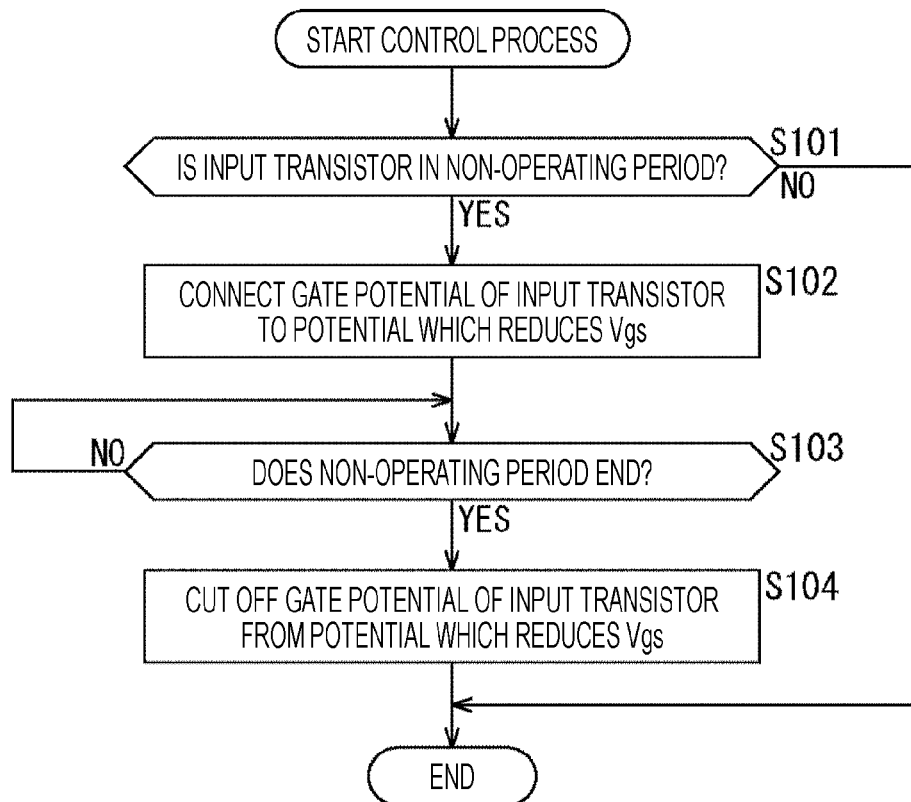 START CONTROL PROCESS
S101
IS INPUT TRANSISTOR IN NON-OPERATING PERIOD?
NO
YES
S102
CONNECT GATE POTENTIAL OF INPUT TRANSISTOR
TO POTENTIAL WHICH REDUCES Vgs
S103
NO
DOES NON-OPERATING PERIOD END?
YES
S104
CUT OFF GATE POTENTIAL OF INPUT TRANSISTOR
FROM POTENTIAL WHICH REDUCES Vgs
END